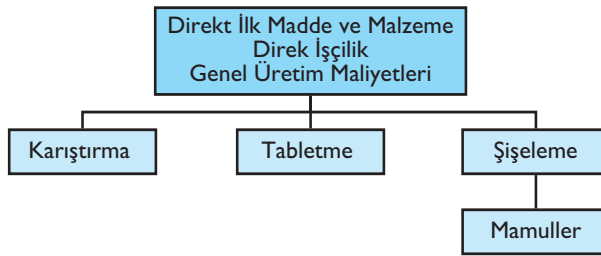 Direkt İlk Madde ve Malzeme
Direk İşçilik
Genel Üretim Maliyetleri
Karıştırma
Tabletme
Şişeleme
Mamuller